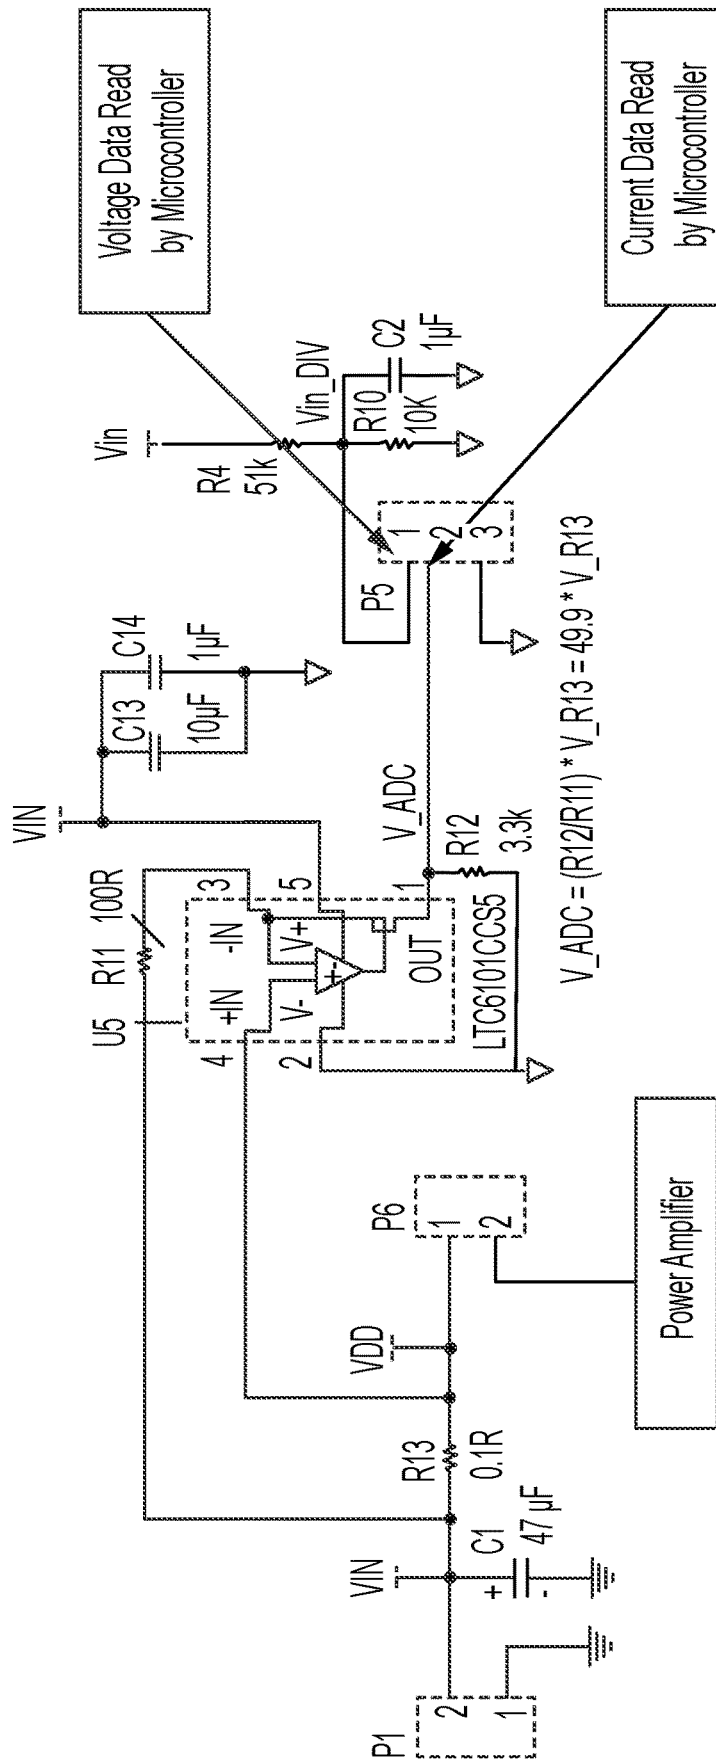 P1
2
1
VIN
C1
+
-
47 µF
R13
0.1R
VDD
P6
1
2
Power Amplifier
U5
R11
100R
4
+IN
-IN
3
2
V-
V+
5
+-
OUT
1
LTC6101CCS5
VIN
C13
C14
10µF
1µF
V_ADC
R12
3.3k
V_ADC = (R12/R11) * V_R13 = 49.9 * V_R13
P5
1
2
3
Vin
R4
51k
Vin_DIV
R10
10K
C2
1µF
Voltage Data Read
by Microcontroller
Current Data Read
by Microcontroller